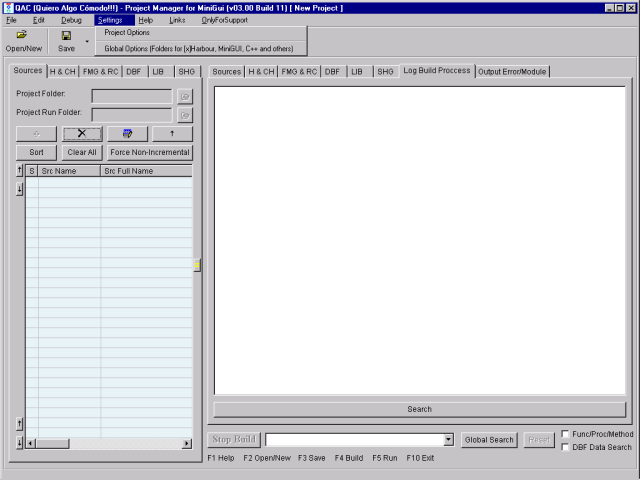 QAC (Quiero Algo Cómodo!!!) - Project Manager for MiniGui [v03.00 Build 11] [ New Project ]
File Edit Debug Settings Help Links OnlyForSupport
Project Options
Global Options (Folders for [x]Harbour, MiniGUI, C++ and others)
Open/New Save
Sources H & CH FMG & RC DBF LIB SHG
Sources H & CH FMG & RC DBF LIB SHG Log Build Proccess Output Error/Module
Project Folder:
Project Run Folder:
Sort Clear All Force Non-Incremental
S Src Name Src Full Name
Search
Stop Build Global Search Reset Func/Proc/Method
DBF Data Search
F1 Help F2 Open/New F3 Save F4 Build F5 Run F10 Exit